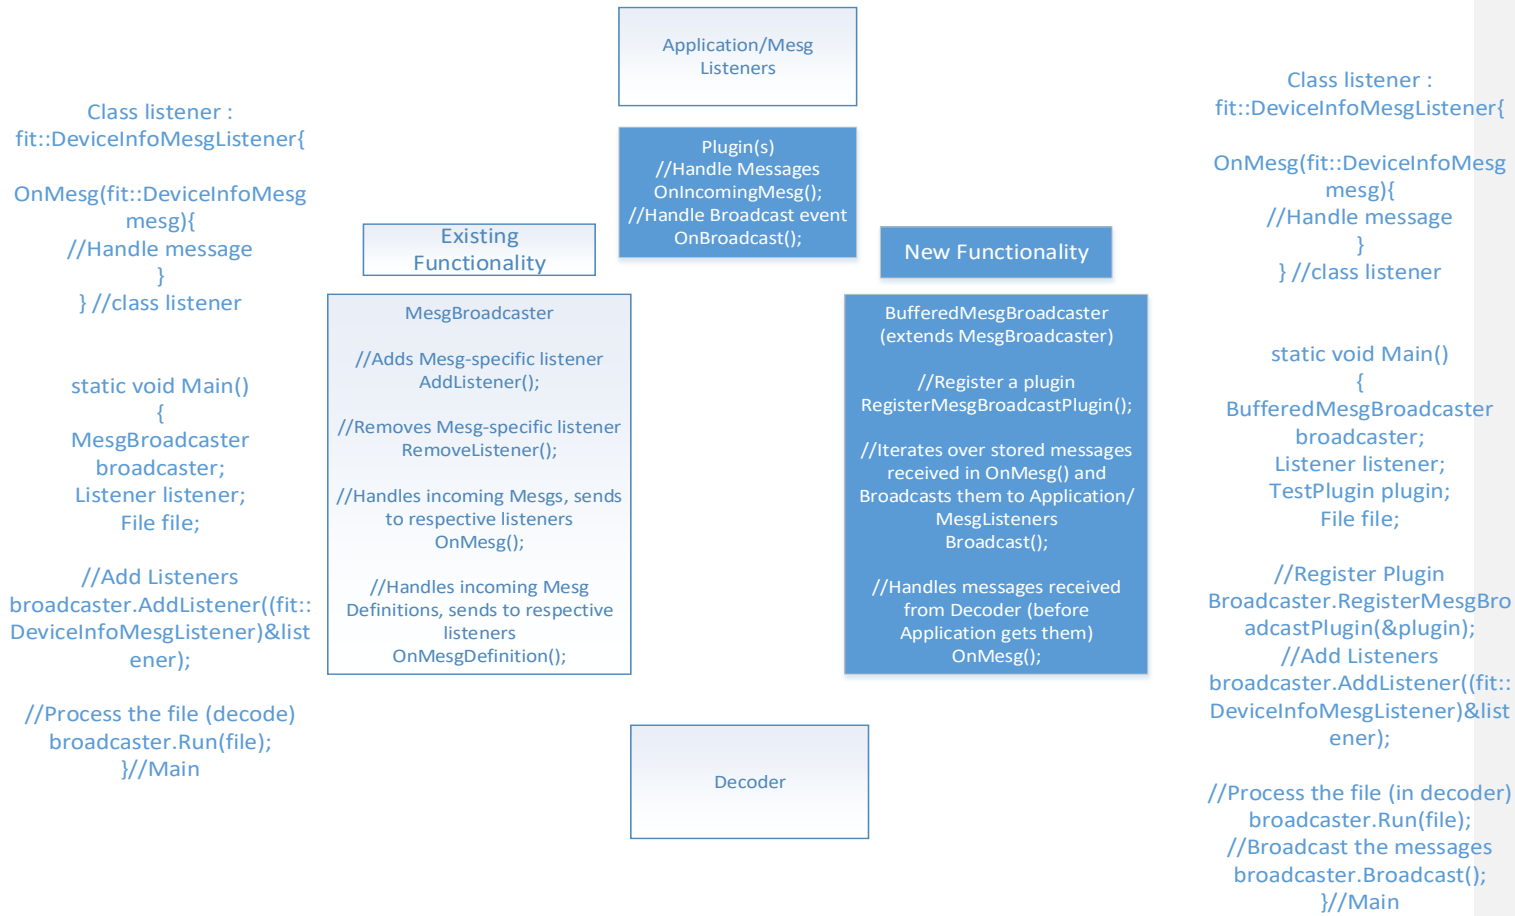 Application/Mesg
Listeners
Plugin(s)
//Handle Messages
OnIncomingMesg();
//Handle Broadcast event
OnBroadcast();
Class listener :
fit::DeviceInfoMesgListener{
OnMesg(fit::DeviceInfoMesg
mesg){
//Handle message
}
} //class listener
static void Main()
{
MesgBroadcaster
broadcaster;
Listener listener;
File file;
//Add Listeners
broadcaster.AddListener((fit::
DeviceInfoMesgListener)&list
ener);
//Process the file (decode)
broadcaster.Run(file);
}//Main
Existing
Functionality
MesgBroadcaster
//Adds Mesg-specific listener
AddListener();
//Removes Mesg-specific listener
RemoveListener();
//Handles incoming Mesgs, sends
to respective listeners
OnMesg();
//Handles incoming Mesg
Definitions, sends to respective
listeners
OnMesgDefinition();
New Functionality
BufferedMesgBroadcaster
(extends MesgBroadcaster)
//Register a plugin
RegisterMesgBroadcastPlugin();
//Iterates over stored messages
received in OnMesg() and
Broadcasts them to Application/
MesgListeners
Broadcast();
//Handles messages received
from Decoder (before
Application gets them)
OnMesg();
Decoder
Class listener :
fit::DeviceInfoMesgListener{
OnMesg(fit::DeviceInfoMesg
mesg){
//Handle message
}
} //class listener
static void Main()
{
BufferedMesgBroadcaster
broadcaster;
Listener listener;
TestPlugin plugin;
File file;
//Register Plugin
Broadcaster.RegisterMesgBro
adcastPlugin(&plugin);
//Add Listeners
broadcaster.AddListener((fit::
DeviceInfoMesgListener)&list
ener);
//Process the file (in decoder)
broadcaster.Run(file);
//Broadcast the messages
broadcaster.Broadcast();
}//Main